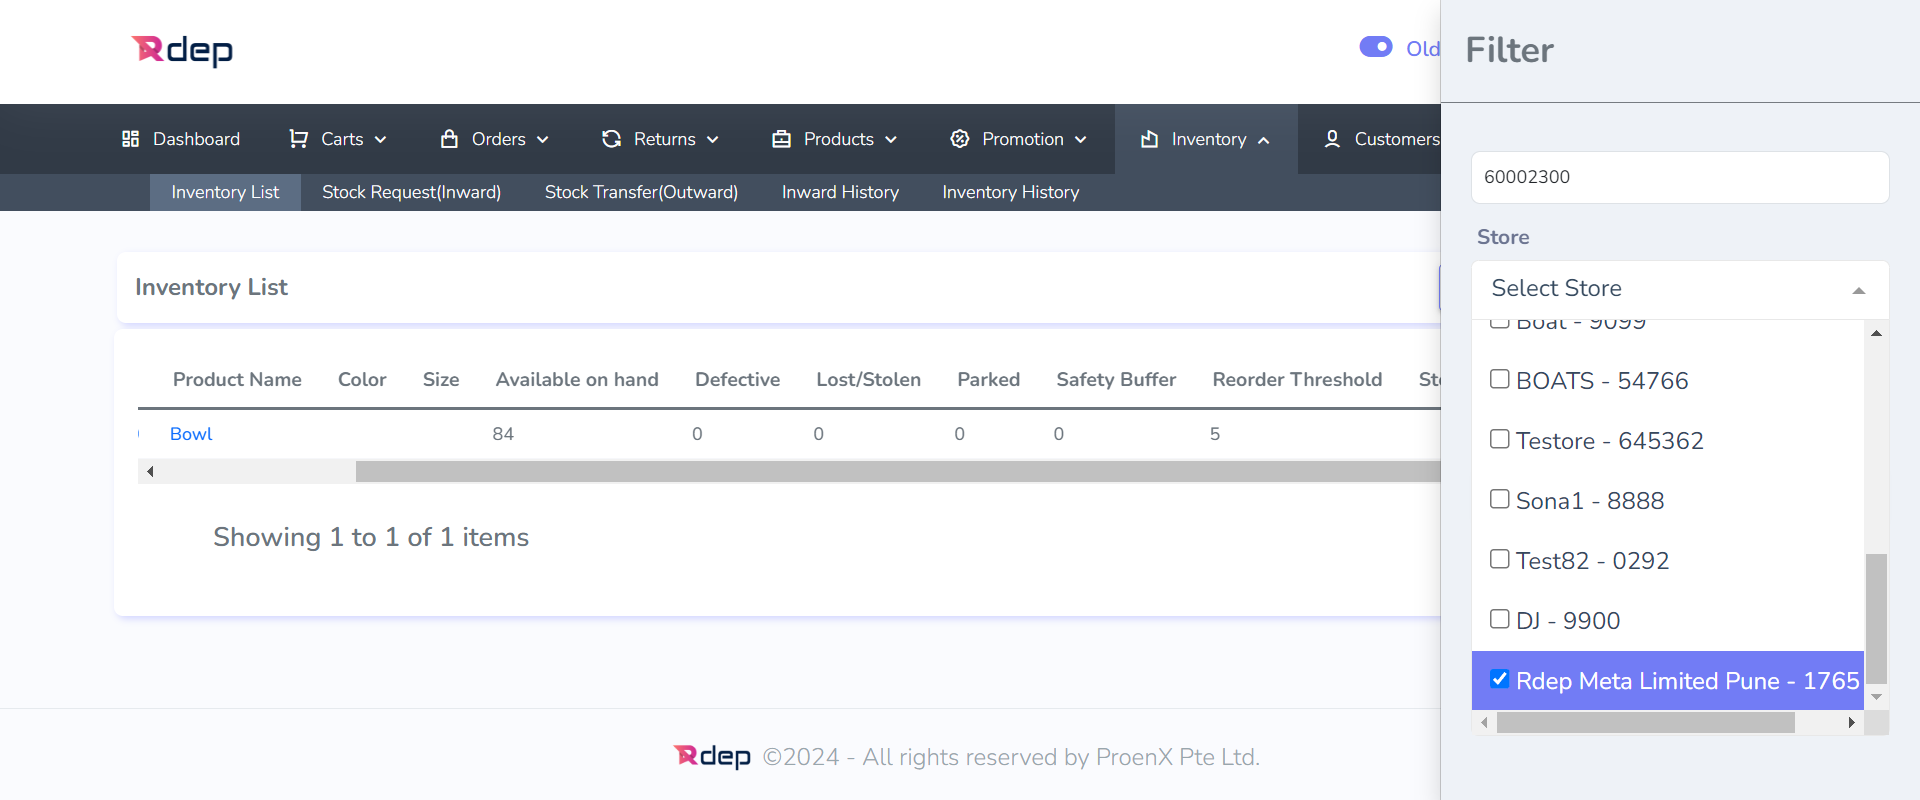 Rdep
Old
Filter
Dashboard
Carts
Orders
Returns
Products
Promotion
Inventory
Customers
Inventory List
Stock Request(Inward)
Stock Transfer(Outward)
Inward History
Inventory History
60002300
Store
Select Store
Boat - 9099
BOATS - 54766
Testore - 645362
Sona1 - 8888
Test82 - 0292
DJ - 9900
Rdep Meta Limited Pune - 1765
Inventory List
Product Name Color Size Available on hand Defective Lost/Stolen Parked Safety Buffer Reorder Threshold
Bowl 84 0 0 0 0 5
Showing 1 to 1 of 1 items
Rdep ©2024 - All rights reserved by ProenX Pte Ltd.